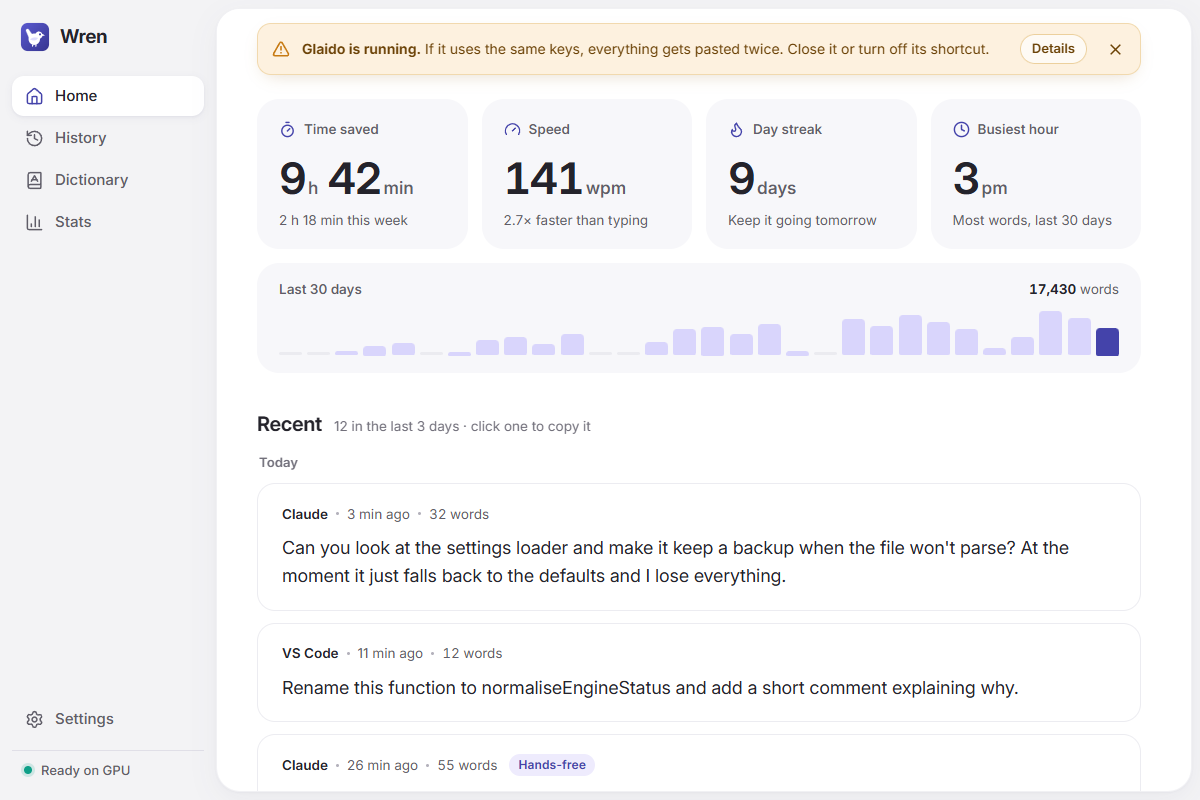 Wren
Home
History
Dictionary
Stats
Settings
Ready on GPU
Glaido is running. If it uses the same keys, everything gets pasted twice. Close it or turn off its shortcut.
Details
Time saved
9h 42min
2 h 18 min this week
Speed
141wpm
2.7× faster than typing
Day streak
9days
Keep it going tomorrow
Busiest hour
3pm
Most words, last 30 days
Last 30 days
17,430 words
Recent
12 in the last 3 days · click one to copy it
Today
Claude • 3 min ago • 32 words
Can you look at the settings loader and make it keep a backup when the file won't parse? At the
moment it just falls back to the defaults and I lose everything.
VS Code • 11 min ago • 12 words
Rename this function to normaliseEngineStatus and add a short comment explaining why.
Claude • 26 min ago • 55 words Hands-free